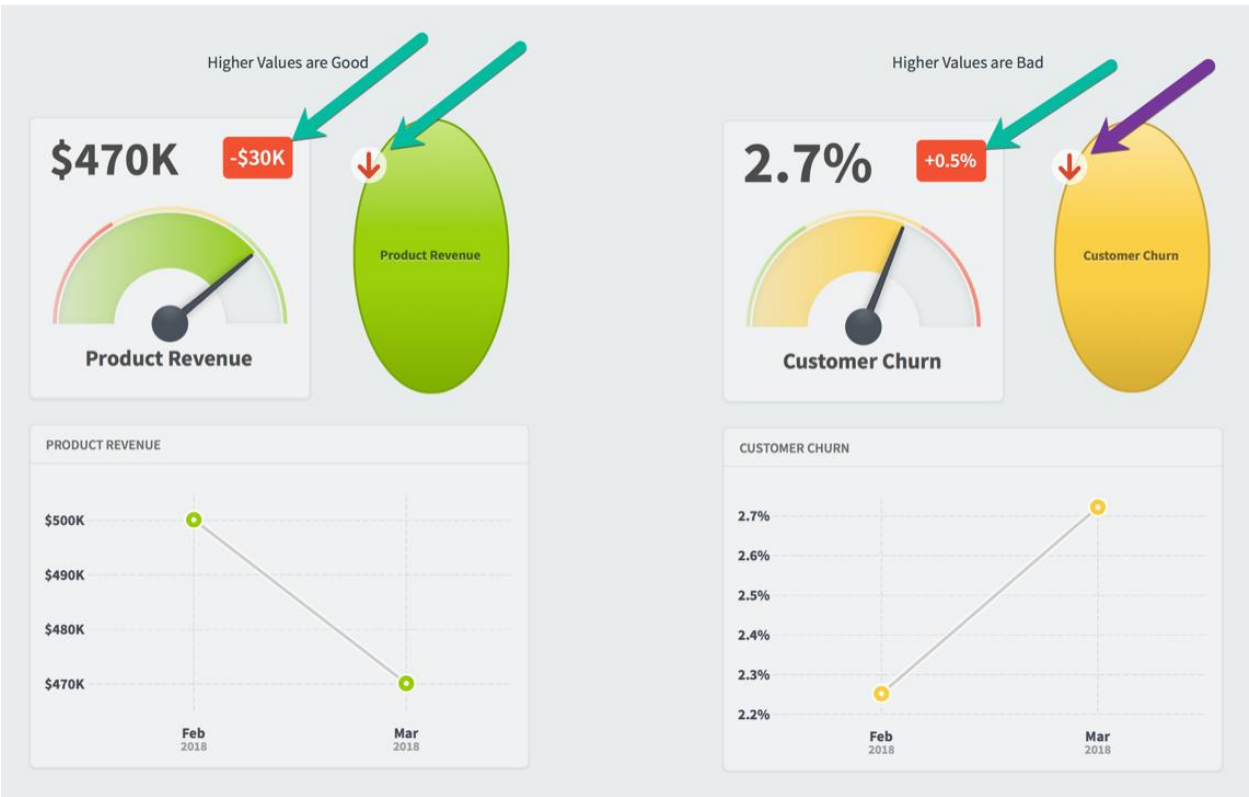 Higher Values are Good
$470K
-$30K
Product Revenue
Product Revenue
PRODUCT REVENUE
$500K
$490K
$480K
$470K
Feb
2018
Mar
2018
Higher Values are Bad
2.7%
+0.5%
Customer Churn
Customer Churn
CUSTOMER CHURN
2.7%
2.6%
2.5%
2.4%
2.3%
2.2%
Feb
2018
Mar
2018